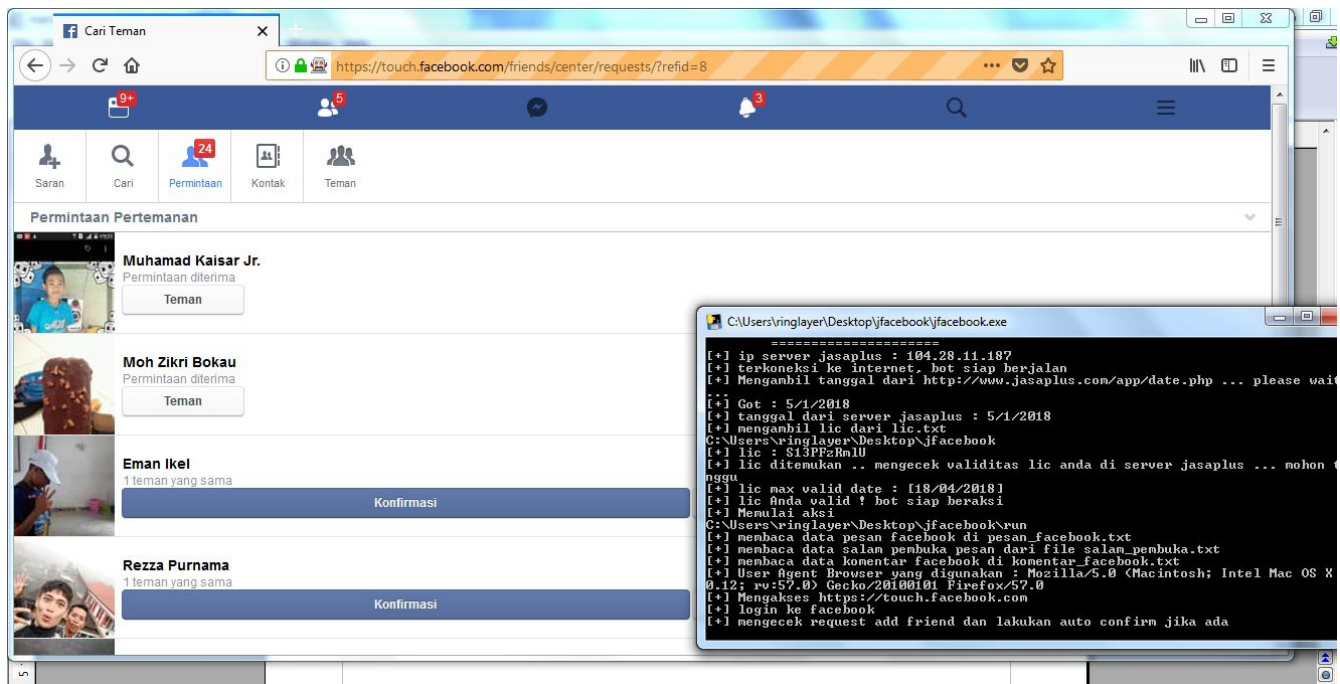 Cari Teman
https://touch.facebook.com/friends/center/requests/?refid=8
9+
5
3
Saran
Cari
24
Permintaan
Kontak
Teman
Permintaan Pertemanan
Muhamad Kaisar Jr.
Permintaan diterima
Teman
Moh Zikri Bokau
Permintaan diterima
Teman
Eman Ikel
1 teman yang sama
Konfirmasi
Rezza Purnama
1 teman yang sama
Konfirmasi
C:\Users\ringlayer\Desktop\jfacebook\jfacebook.exe
=====================
[+] ip server jasaplus : 104.28.11.187
[+] terkoneksi ke internet, bot siap berjalan
[+] Mengambil tanggal dari http://www.jasaplus.com/app/date.php ... please wait
...
[+] Got : 5/1/2018
[+] tanggal dari server jasaplus : 5/1/2018
[+] mengambil lic dari lic.txt
C:\Users\ringlayer\Desktop\jfacebook
[+] lic : S13PFzRmlU
[+] lic ditemukan .. mengecek validitas lic anda di server jasaplus ... mohon t
nggu
[+] lic max valid date : [18/04/2018]
[+] lic Anda valid ! bot siap beraksi
[+] Memulai aksi
C:\Users\ringlayer\Desktop\jfacebook\run
[+] membaca data pesan facebook di pesan_facebook.txt
[+] membaca data salam pembuka pesan dari file salam_pembuka.txt
[+] membaca data komentar facebook di komentar_facebook.txt
[+] User Agent Browser yang digunakan : Mozilla/5.0 (Macintosh; Intel Mac OS X
0.12; rv:57.0) Gecko/20100101 Firefox/57.0
[+] Mengakses https://touch.facebook.com
[+] login ke facebook
[+] mengecek request add friend dan lakukan auto confirm jika ada